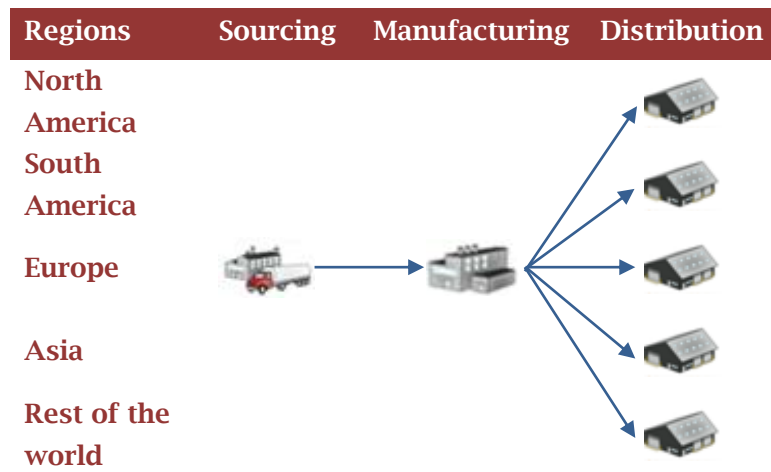 Regions Sourcing Manufacturing Distribution
North
America
South
America
Europe
Asia
Rest of the
world